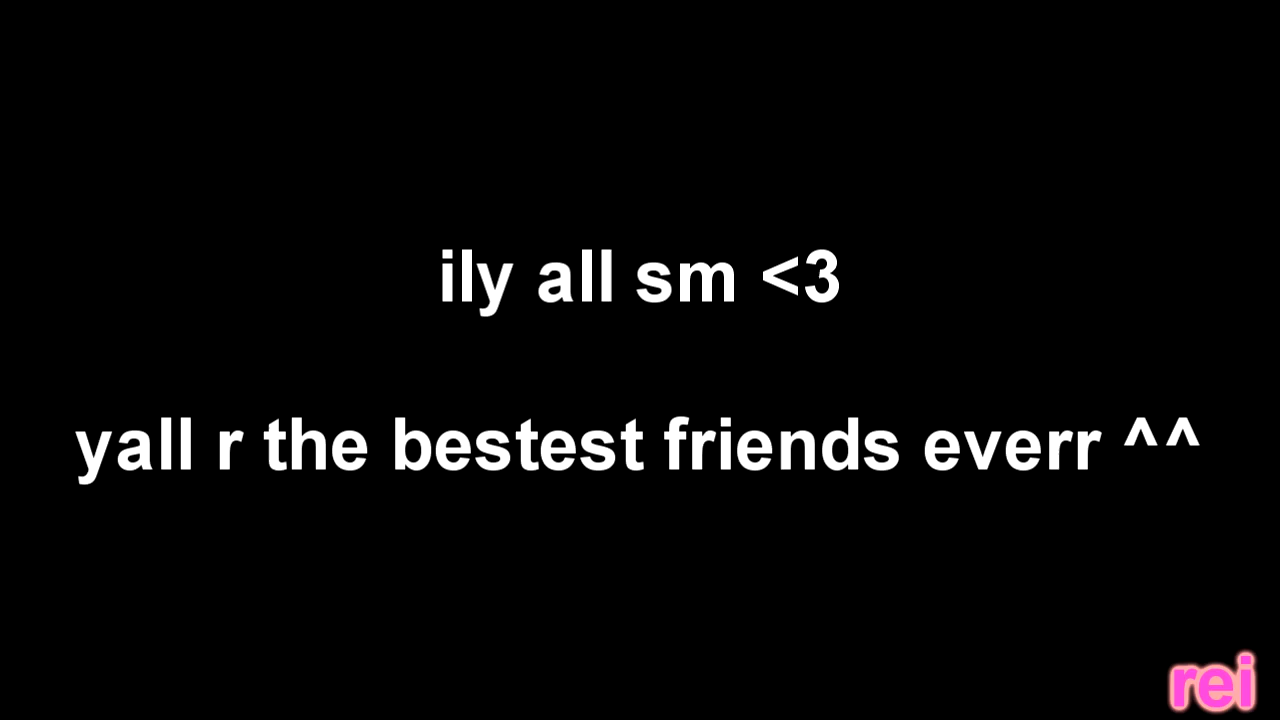 ily all sm <3
yall r the bestest friends everr ^^
rei